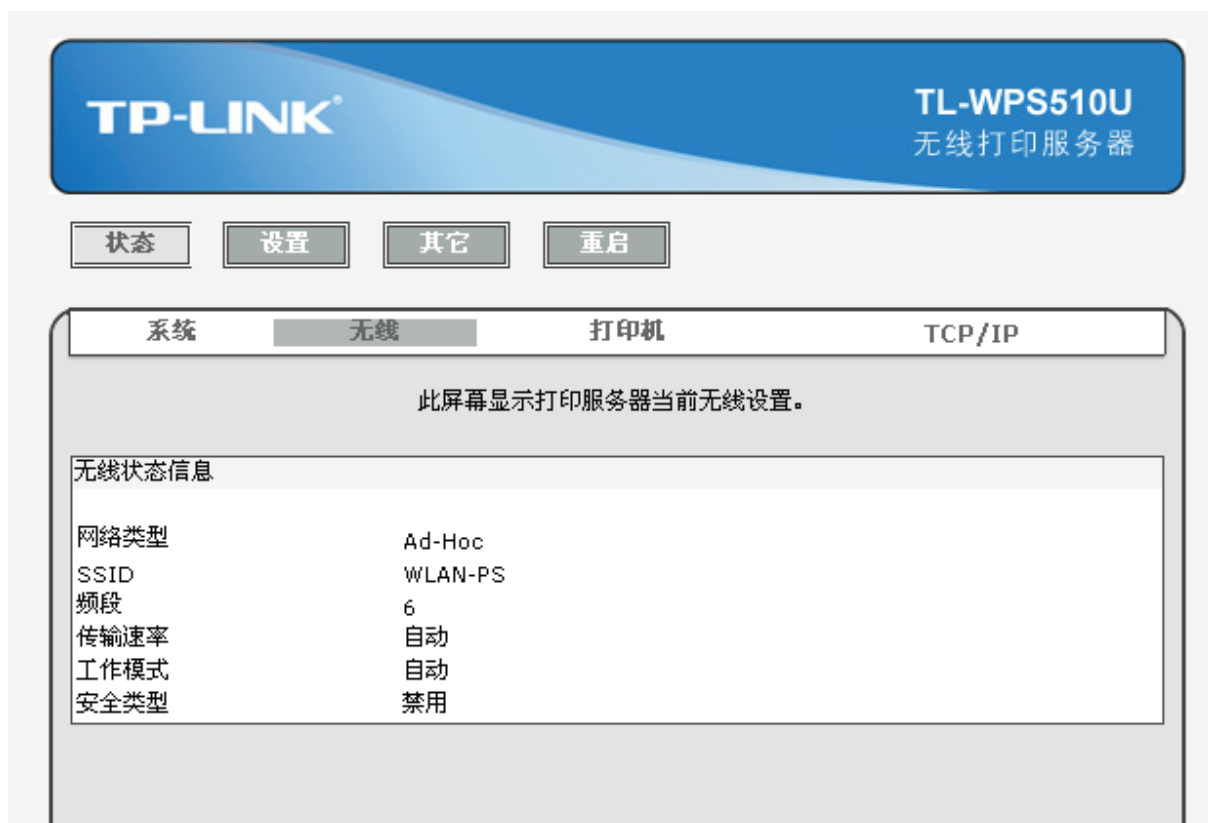 TP-LINK®
TL-WPS510U
无线打印服务器
状态 设置 其它 重启
系统 无线 打印机 TCP/IP
此屏幕显示打印服务器当前无线设置。
无线状态信息
网络类型 Ad-Hoc
SSID WLAN-PS
频段 6
传输速率 自动
工作模式 自动
安全类型 禁用